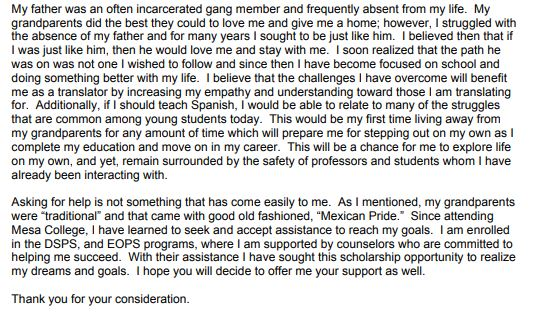 My father was an often incarcerated gang member and frequently absent from my life.  My
grandparents did the best they could to love me and give me a home; however, I struggled with
the absence of my father and for many years I sought to be just like him.  I believed then that if
I was just like him, then he would love me and stay with me.  I soon realized that the path he
was on was not one I wished to follow and since then I have become focused on school and
doing something better with my life.  I believe that the challenges I have overcome will benefit
me as a translator by increasing my empathy and understanding toward those I am translating
for.  Additionally, if I should teach Spanish, I would be able to relate to many of the struggles
that are common among young students today.  This would be my first time living away from
my grandparents for any amount of time which will prepare me for stepping out on my own as I
complete my education and move on in my career.  This will be a chance for me to explore life
on my own, and yet, remain surrounded by the safety of professors and students whom I have
already been interacting with.

Asking for help is not something that has come easily to me.  As I mentioned, my grandparents
were “traditional” and that came with good old fashioned, “Mexican Pride.”  Since attending
Mesa College, I have learned to seek and accept assistance to reach my goals.  I am enrolled
in the DSPS, and EOPS programs, where I am supported by counselors who are committed to
helping me succeed.  With their assistance I have sought this scholarship opportunity to realize
my dreams and goals.  I hope you will decide to offer me your support as well.

Thank you for your consideration.